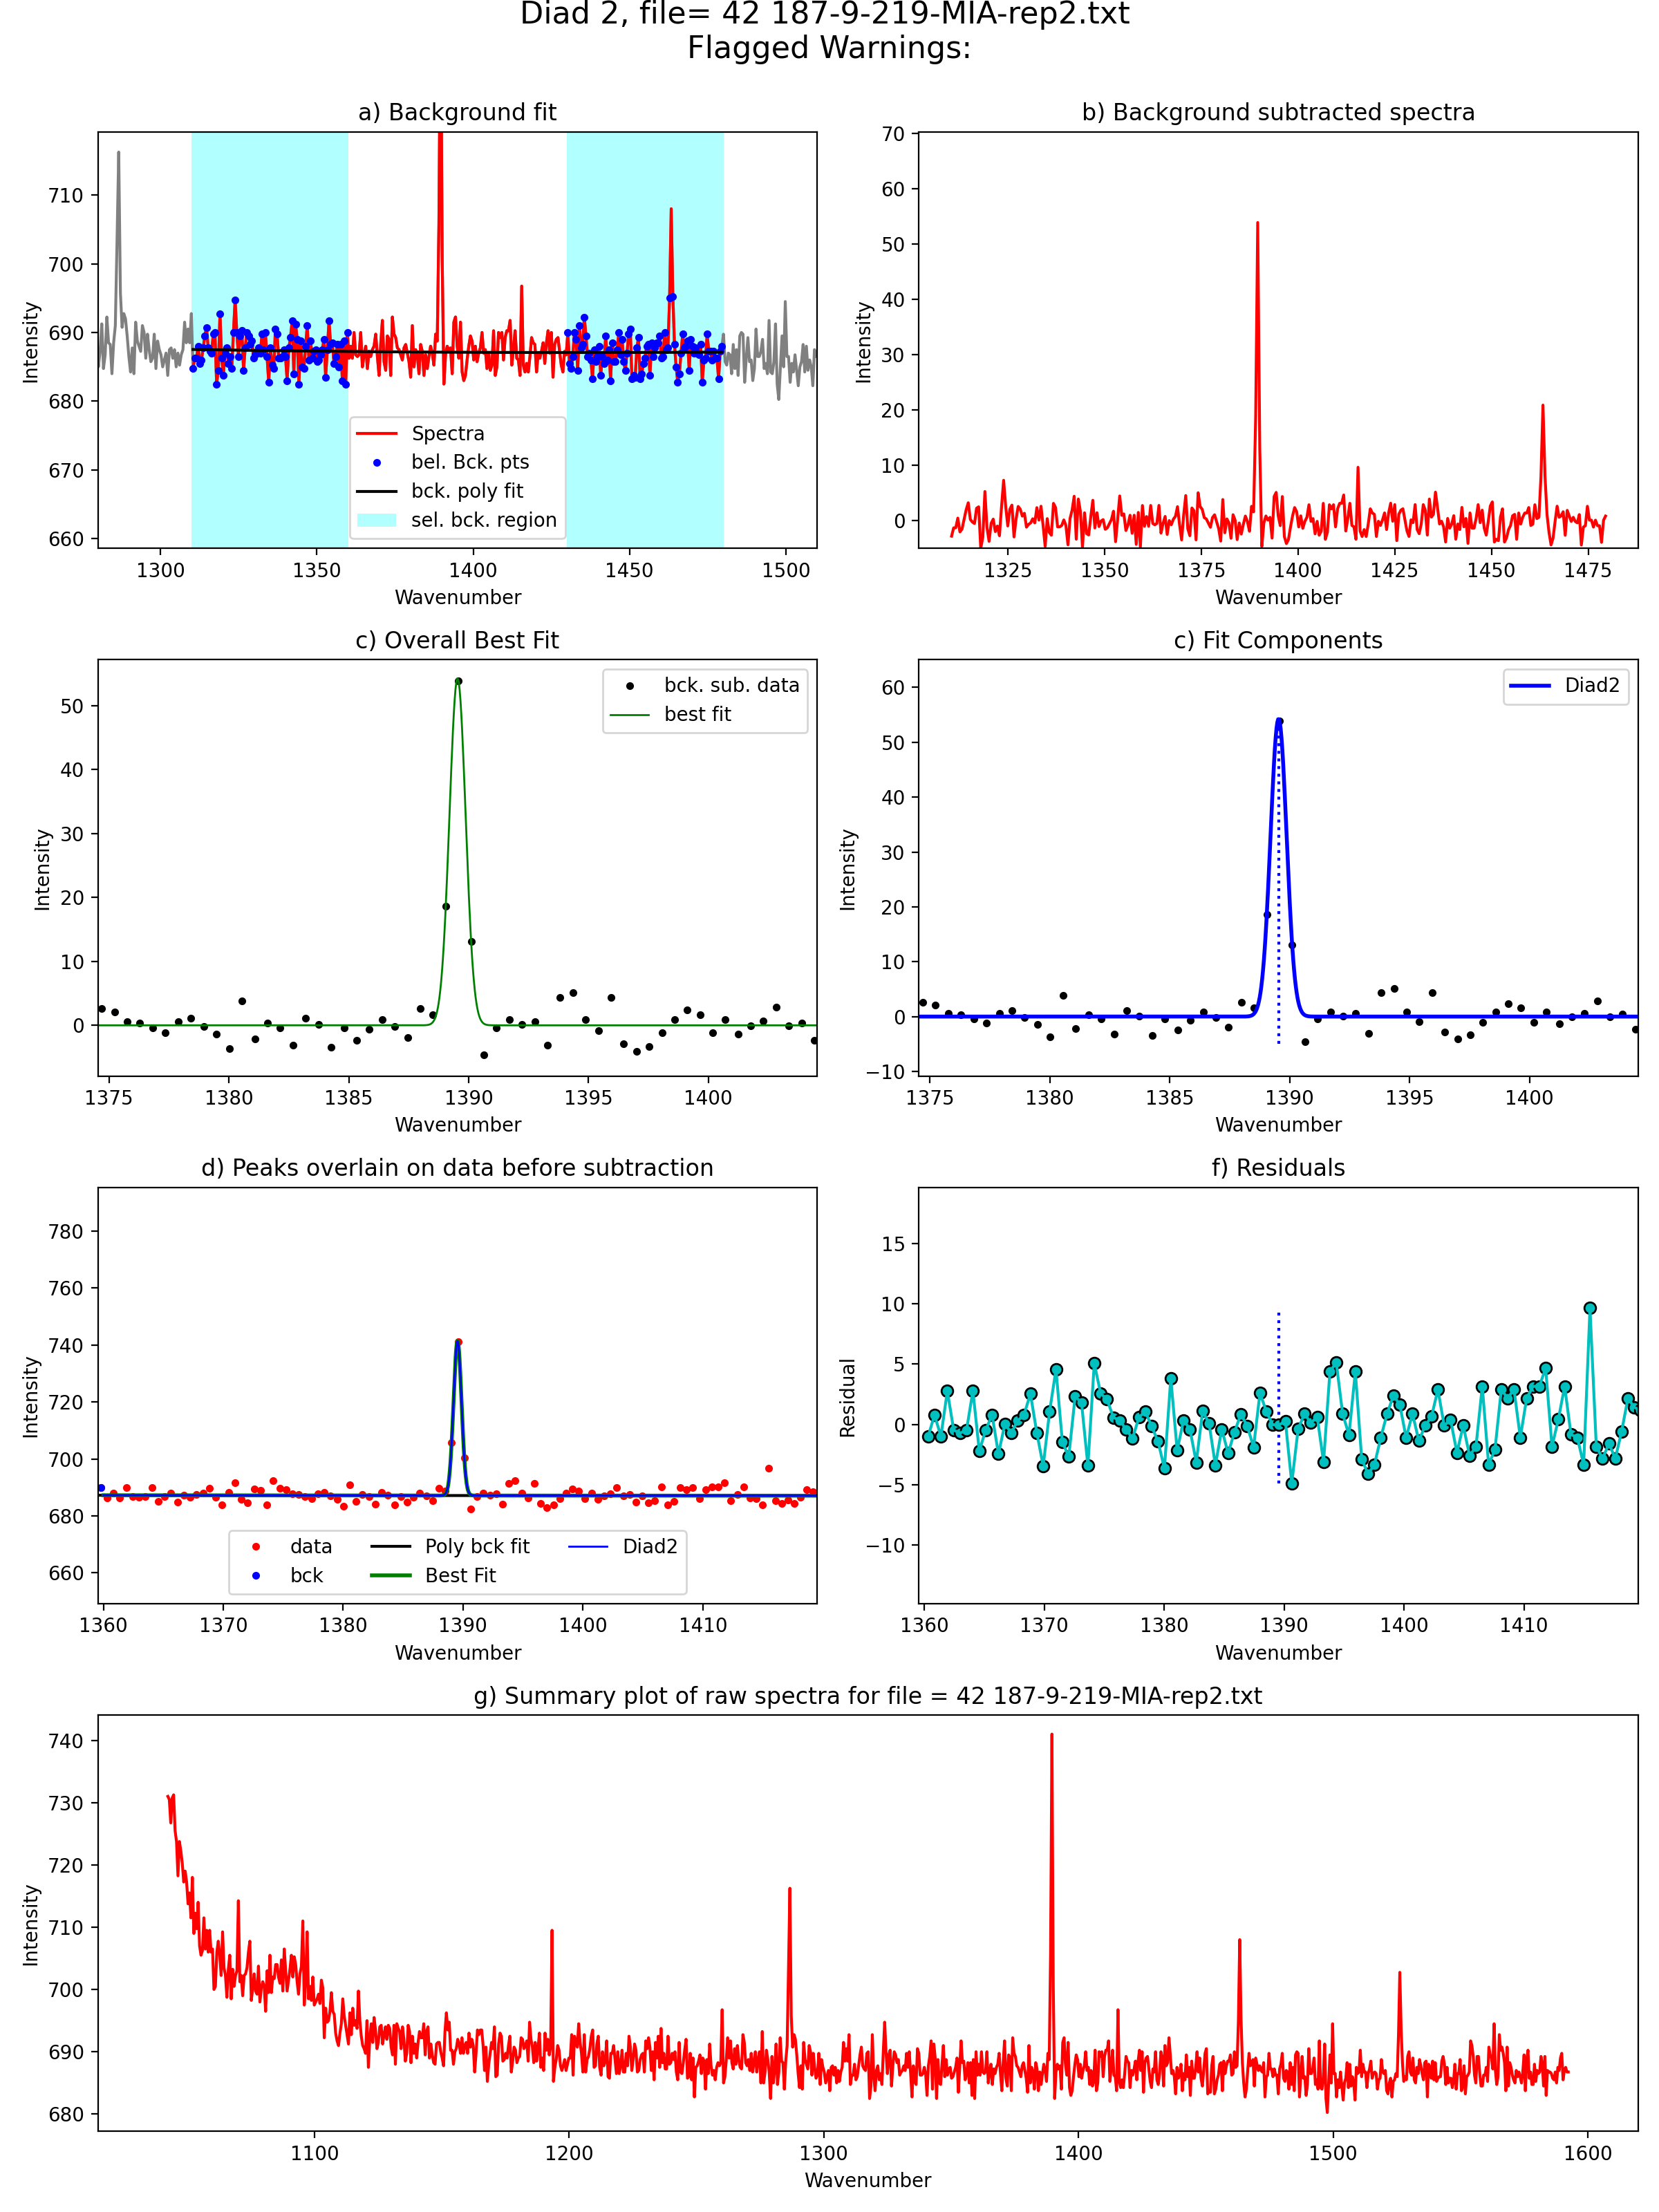 Diad 2, file= 42 187-9-219-MIA-rep2.txt
Flagged Warnings:
a) Background fit
Intensity
710
700
690
680
670
660
Spectra
bel. Bck. pts
bck. poly fit
sel. bck. region
1300 1350 1400 1450 1500
Wavenumber
b) Background subtracted spectra
Intensity
70
60
50
40
30
20
10
0
1325 1350 1375 1400 1425 1450 1475
Wavenumber
c) Overall Best Fit
Intensity
50
40
30
20
10
0
bck. sub. data
best fit
1375 1380 1385 1390 1395 1400
Wavenumber
c) Fit Components
Intensity
60
50
40
30
20
10
0
−10
Diad2
1375 1380 1385 1390 1395 1400
Wavenumber
d) Peaks overlain on data before subtraction
Intensity
780
760
740
720
700
680
660
data Poly bck fit Diad2
bck Best Fit
1360 1370 1380 1390 1400 1410
Wavenumber
f) Residuals
Residual
15
10
5
0
−5
−10
1360 1370 1380 1390 1400 1410
Wavenumber
g) Summary plot of raw spectra for file = 42 187-9-219-MIA-rep2.txt
Intensity
740
730
720
710
700
690
680
1100 1200 1300 1400 1500 1600
Wavenumber